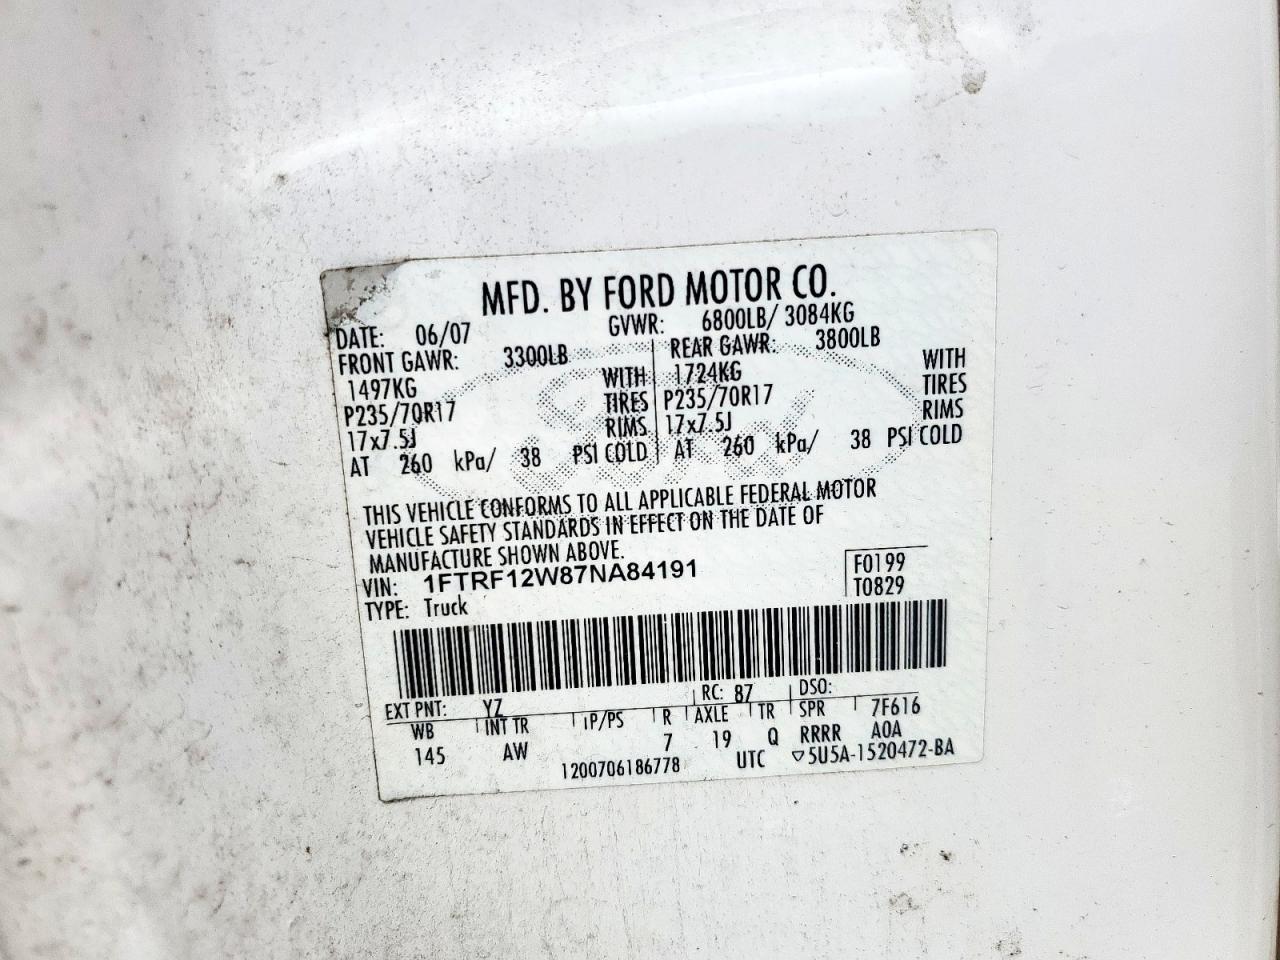 MFD. BY FORD MOTOR CO.
DATE: 06/07 GVWR: 6800LB/ 3084KG
FRONT GAWR: 3300LB REAR GAWR: 3800LB
1497KG WITH 1724KG WITH
P235/70R17 TIRES P235/70R17 TIRES
17x7.5J RIMS 17x7.5J RIMS
AT 260 kPa/ 38 PSI COLD AT 260 kPa/ 38 PSI COLD
THIS VEHICLE CONFORMS TO ALL APPLICABLE FEDERAL MOTOR
VEHICLE SAFETY STANDARDS IN EFFECT ON THE DATE OF
MANUFACTURE SHOWN ABOVE.
VIN: 1FTRF12W87NA84191 F0199
TYPE: Truck T0829
EXT PNT: YZ RC: 87 DSO:
WB INT TR TP/PS R AXLE TR SPR 7F616
145 AW 7 19 Q RRRR AOA
1200706186778 UTC ▽5U5A-1520472-BA